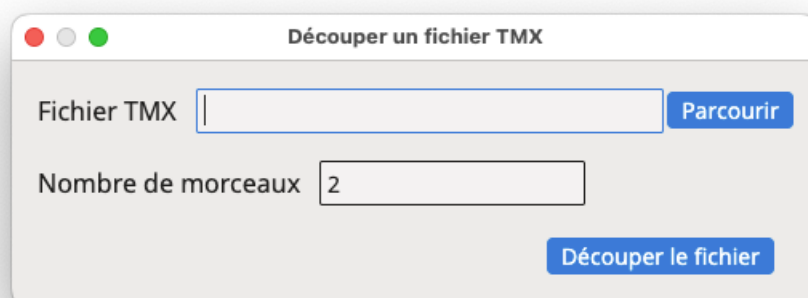 Découper un fichier TMX
Fichier TMX Parcourir
Nombre de morceaux 2
Découper le fichier